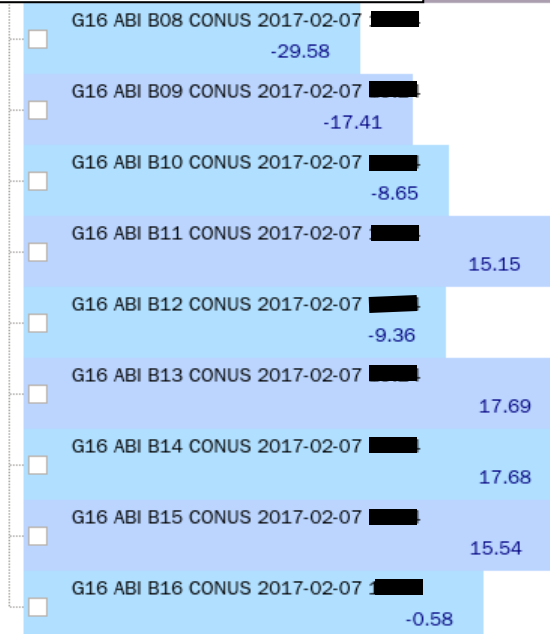 G16 ABI B08 CONUS 2017-02-07
-29.58
G16 ABI B09 CONUS 2017-02-07
-17.41
G16 ABI B10 CONUS 2017-02-07
-8.65
G16 ABI B11 CONUS 2017-02-07
15.15
G16 ABI B12 CONUS 2017-02-07
-9.36
G16 ABI B13 CONUS 2017-02-07
17.69
G16 ABI B14 CONUS 2017-02-07
17.68
G16 ABI B15 CONUS 2017-02-07
15.54
G16 ABI B16 CONUS 2017-02-07
-0.58